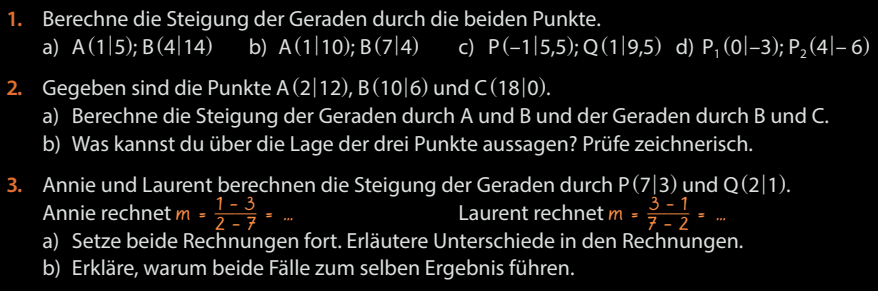 1. Berechne die Steigung der Geraden durch die beiden Punkte.
a) A(1|5); B(4|14) b) A(1|10); B(7|4) c) P(–1|5,5); Q(1|9,5) d) P₁(0|–3); P₂(4|– 6)
2. Gegeben sind die Punkte A(2|12), B(10|6) und C(18|0).
a) Berechne die Steigung der Geraden durch A und B und der Geraden durch B und C.
b) Was kannst du über die Lage der drei Punkte aussagen? Prüfe zeichnerisch.
3. Annie und Laurent berechnen die Steigung der Geraden durch P(7|3) und Q(2|1).
Annie rechnet m = (1 – 3)/(2 – 7) = ... Laurent rechnet m = (3 – 1)/(7 – 2) = ...
a) Setze beide Rechnungen fort. Erläutere Unterschiede in den Rechnungen.
b) Erkläre, warum beide Fälle zum selben Ergebnis führen.